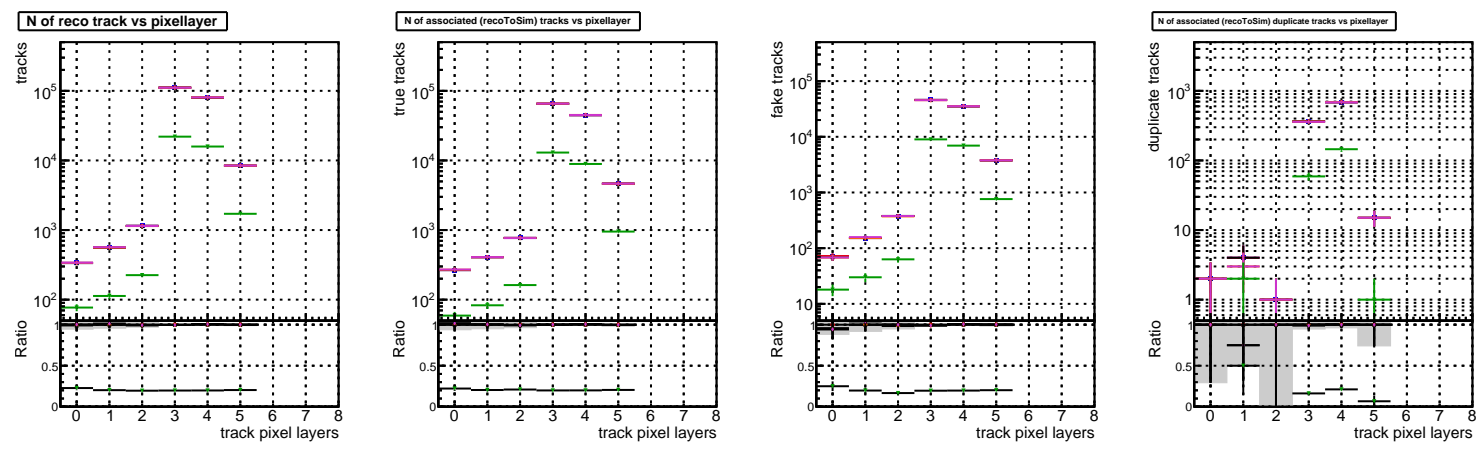 N of reco track vs pixellayer
tracks
10^5
10^4
10^3
10^2
Ratio
1
0.5
0
0 1 2 3 4 5 6 7 8
track pixel layers
N of associated (recoToSim) tracks vs pixellayer
true tracks
10^5
10^4
10^3
10^2
Ratio
1
0.5
0
0 1 2 3 4 5 6 7 8
track pixel layers
fake tracks
10^5
10^4
10^3
10^2
10
Ratio
1
0.5
0
0 1 2 3 4 5 6 7 8
track pixel layers
N of associated (recoToSim) duplicate tracks vs pixellayer
duplicate tracks
10^3
10^2
10
1
Ratio
1
0.5
0
0 1 2 3 4 5 6 7 8
track pixel layers